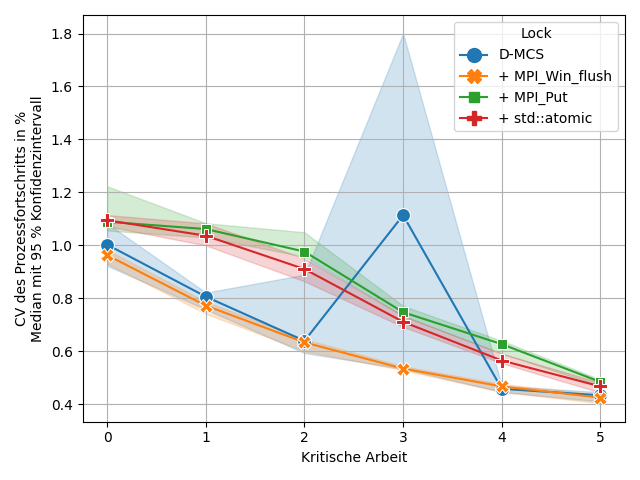 CV des Prozessfortschritts in %
Median mit 95 % Konfidenzintervall
1.8
1.6
1.4
1.2
1.0
0.8
0.6
0.4
Lock
D-MCS
+ MPI_Win_flush
+ MPI_Put
+ std::atomic
0 1 2 3 4 5
Kritische Arbeit